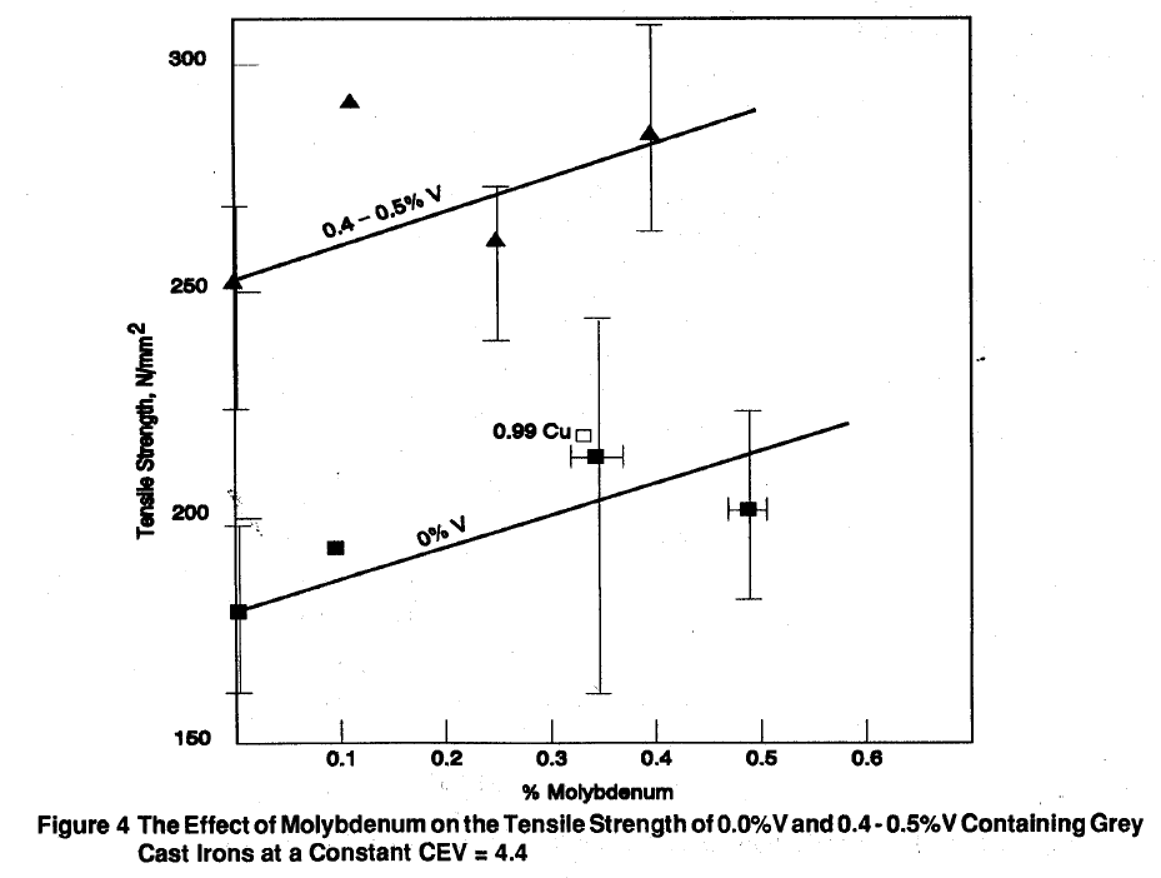 300
250
200
150
Tensile Strength, N/mm2
0.4 – 0.5% V
0.99 Cu
0% V
0.1 0.2 0.3 0.4 0.5 0.6
% Molybdenum
Figure 4 The Effect of Molybdenum on the Tensile Strength of 0.0%V and 0.4 - 0.5%V Containing Grey
Cast Irons at a Constant CEV = 4.4